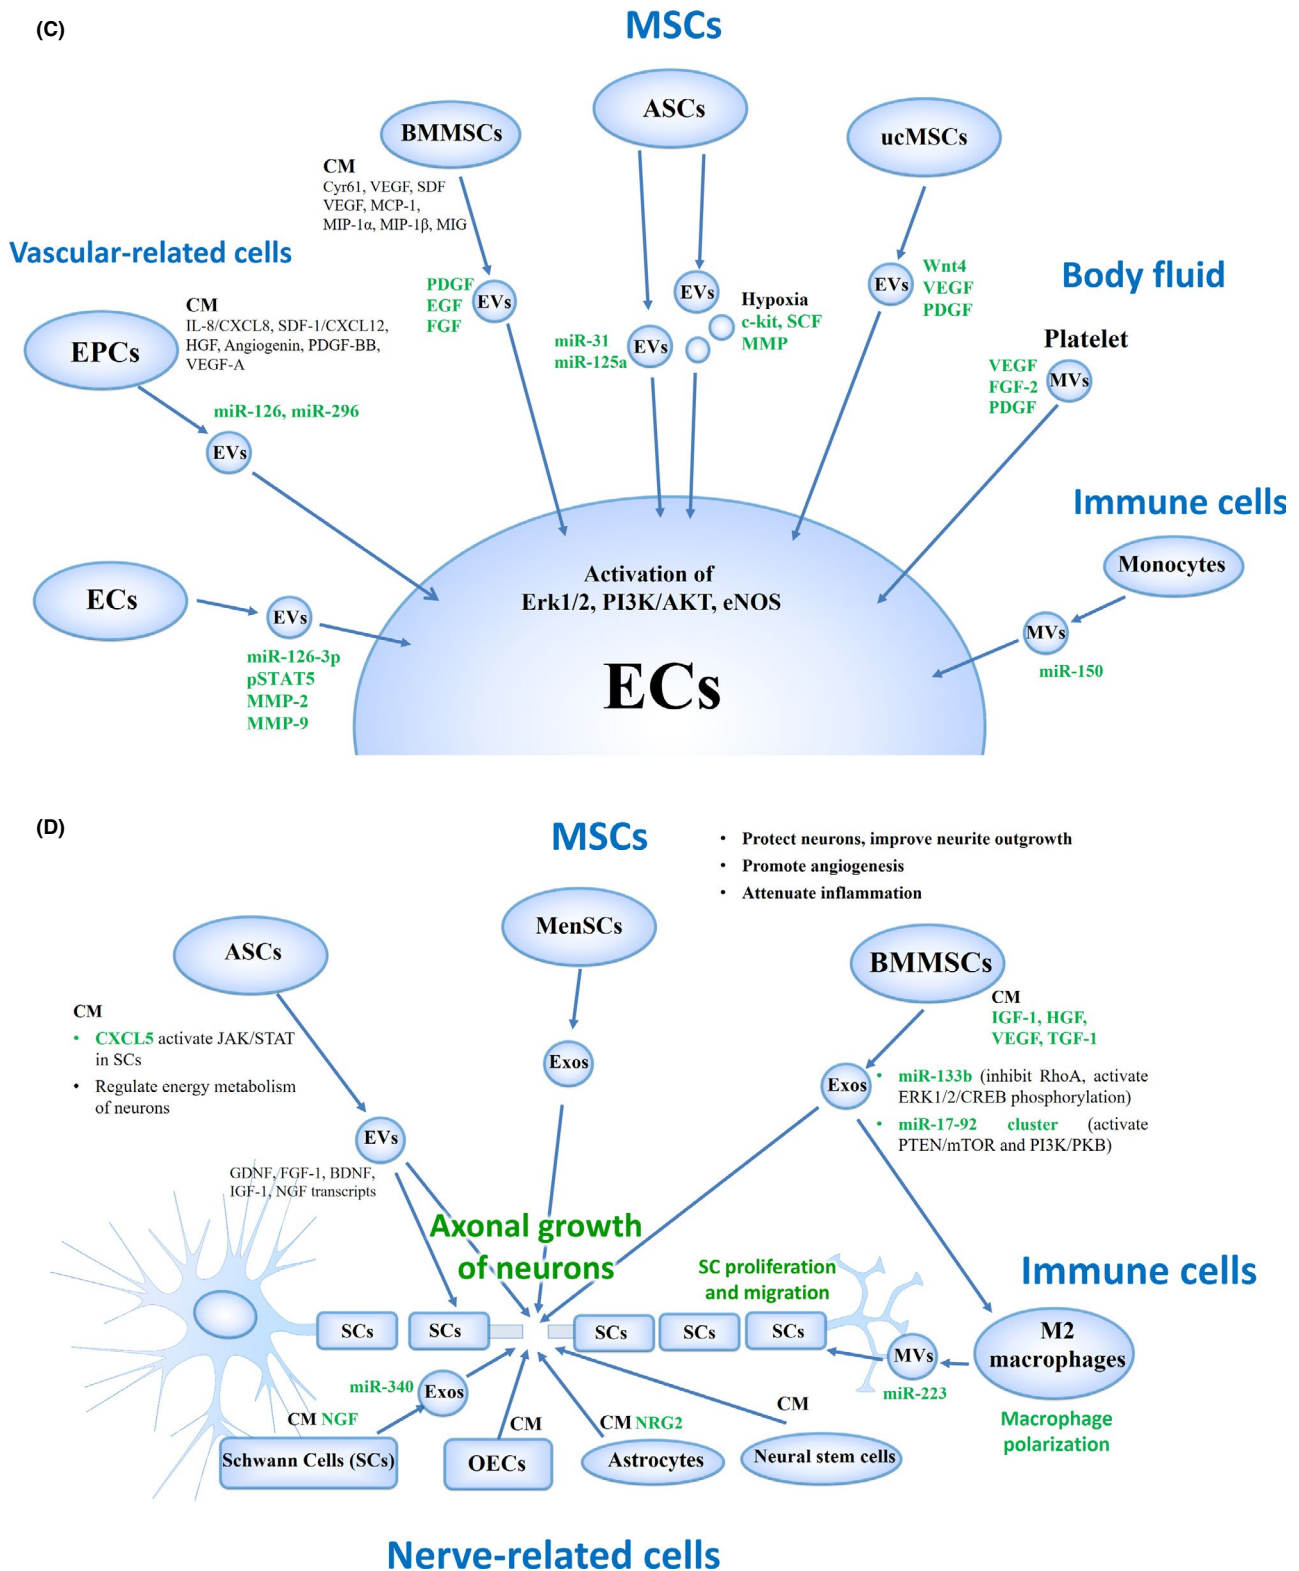 (C)
MSCs
BMMSCs
ASCs
ucMSCs
CM
Cyr61, VEGF, SDF
VEGF, MCP-1,
MIP-1α, MIP-1β, MIG
Vascular-related cells
Body fluid
PDGF
EGF
FGF
EVs
EVs
Hypoxia
c-kit, SCF
MMP
EVs
Wnt4
VEGF
PDGF
miR-31
miR-125a
EVs
EPCs
CM
IL-8/CXCL8, SDF-1/CXCL12,
HGF, Angiogenin, PDGF-BB,
VEGF-A
Platelet
VEGF
FGF-2
PDGF
MVs
miR-126, miR-296
EVs
Immune cells
Monocytes
Activation of
Erk1/2, PI3K/AKT, eNOS
ECs
ECs
EVs
miR-126-3p
pSTAT5
MMP-2
MMP-9
MVs
miR-150
(D)
MSCs
• Protect neurons, improve neurite outgrowth
• Promote angiogenesis
• Attenuate inflammation
ASCs
MenSCs
BMMSCs
CM
• CXCL5 activate JAK/STAT
in SCs
• Regulate energy metabolism
of neurons
CM
IGF-1, HGF,
VEGF, TGF-1
Exos
Exos
• miR-133b (inhibit RhoA, activate
ERK1/2/CREB phosphorylation)
• miR-17-92 cluster (activate
PTEN/mTOR and PI3K/PKB)
EVs
GDNF, FGF-1, BDNF,
IGF-1, NGF transcripts
Axonal growth
of neurons
SC proliferation
and migration
Immune cells
SCs
SCs
SCs
SCs
SCs
M2
macrophages
MVs
miR-223
miR-340
Exos
Macrophage
polarization
CM NGF
CM
CM NRG2
CM
Schwann Cells (SCs)
OECs
Astrocytes
Neural stem cells
Nerve-related cells